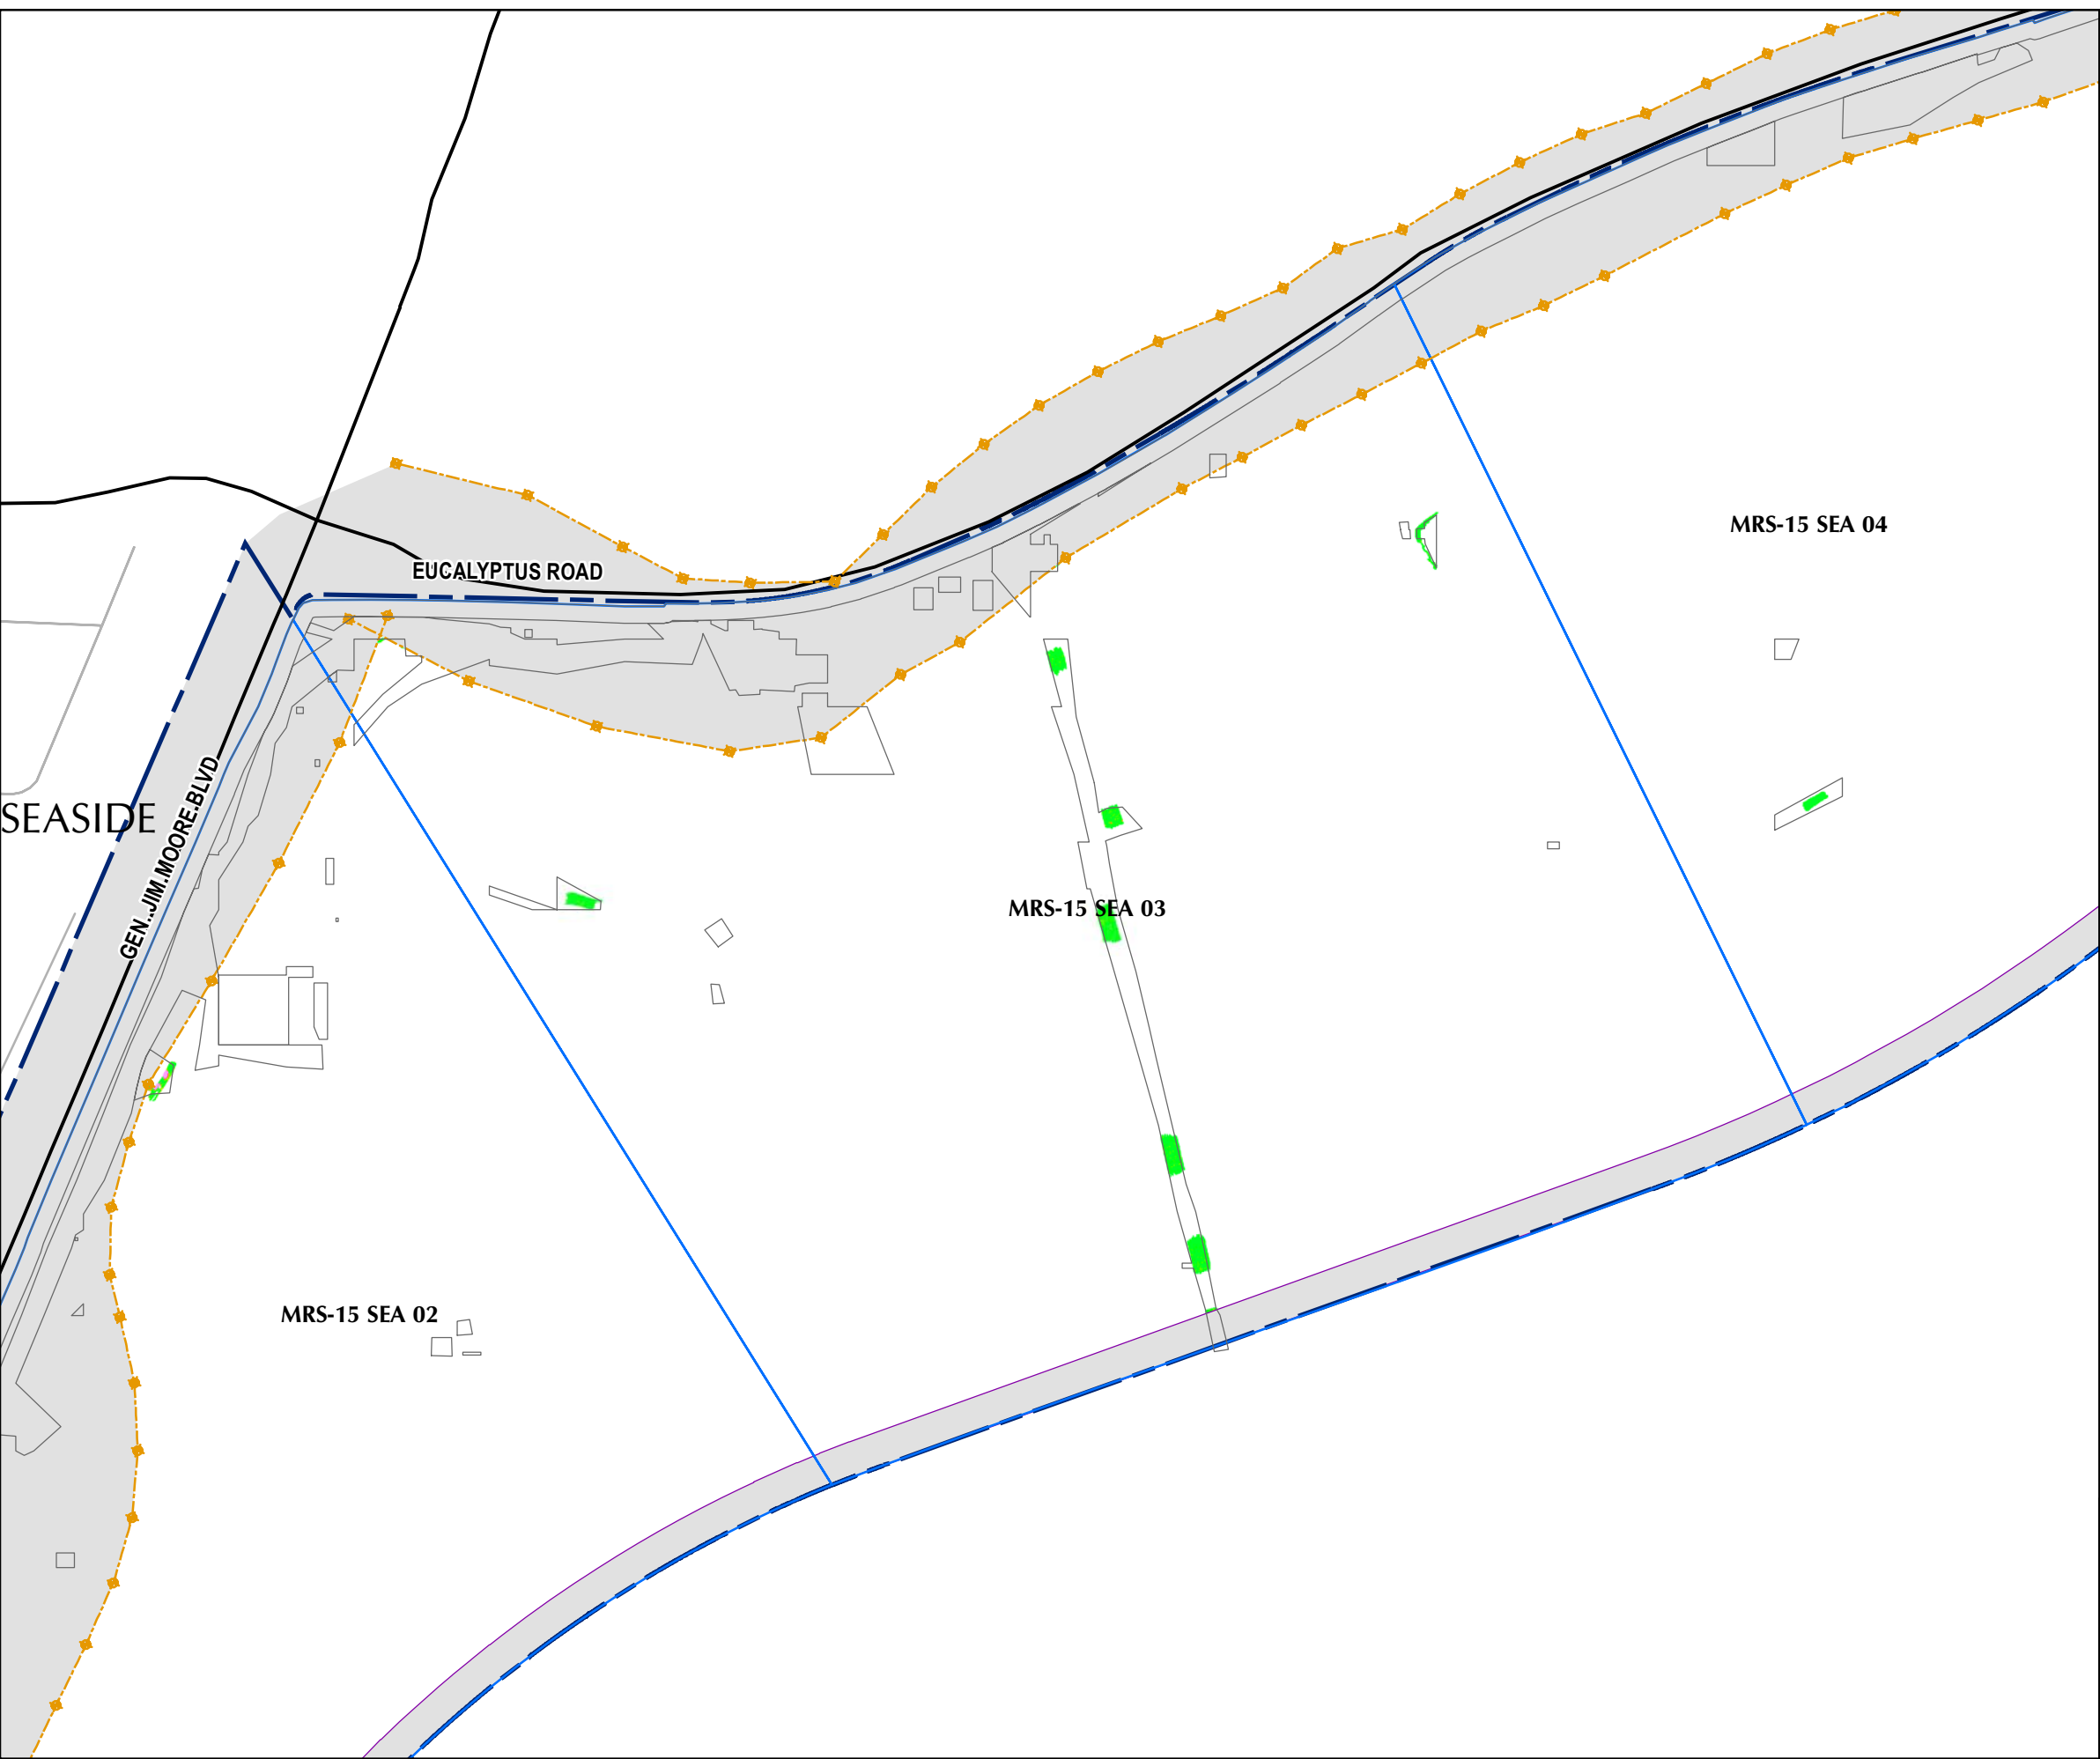 MRS-15 SEA 04
EUCALYPTUS ROAD
SEASIDE
GEN. JIM MOORE BLVD
MRS-15 SEA 03
MRS-15 SEA 02